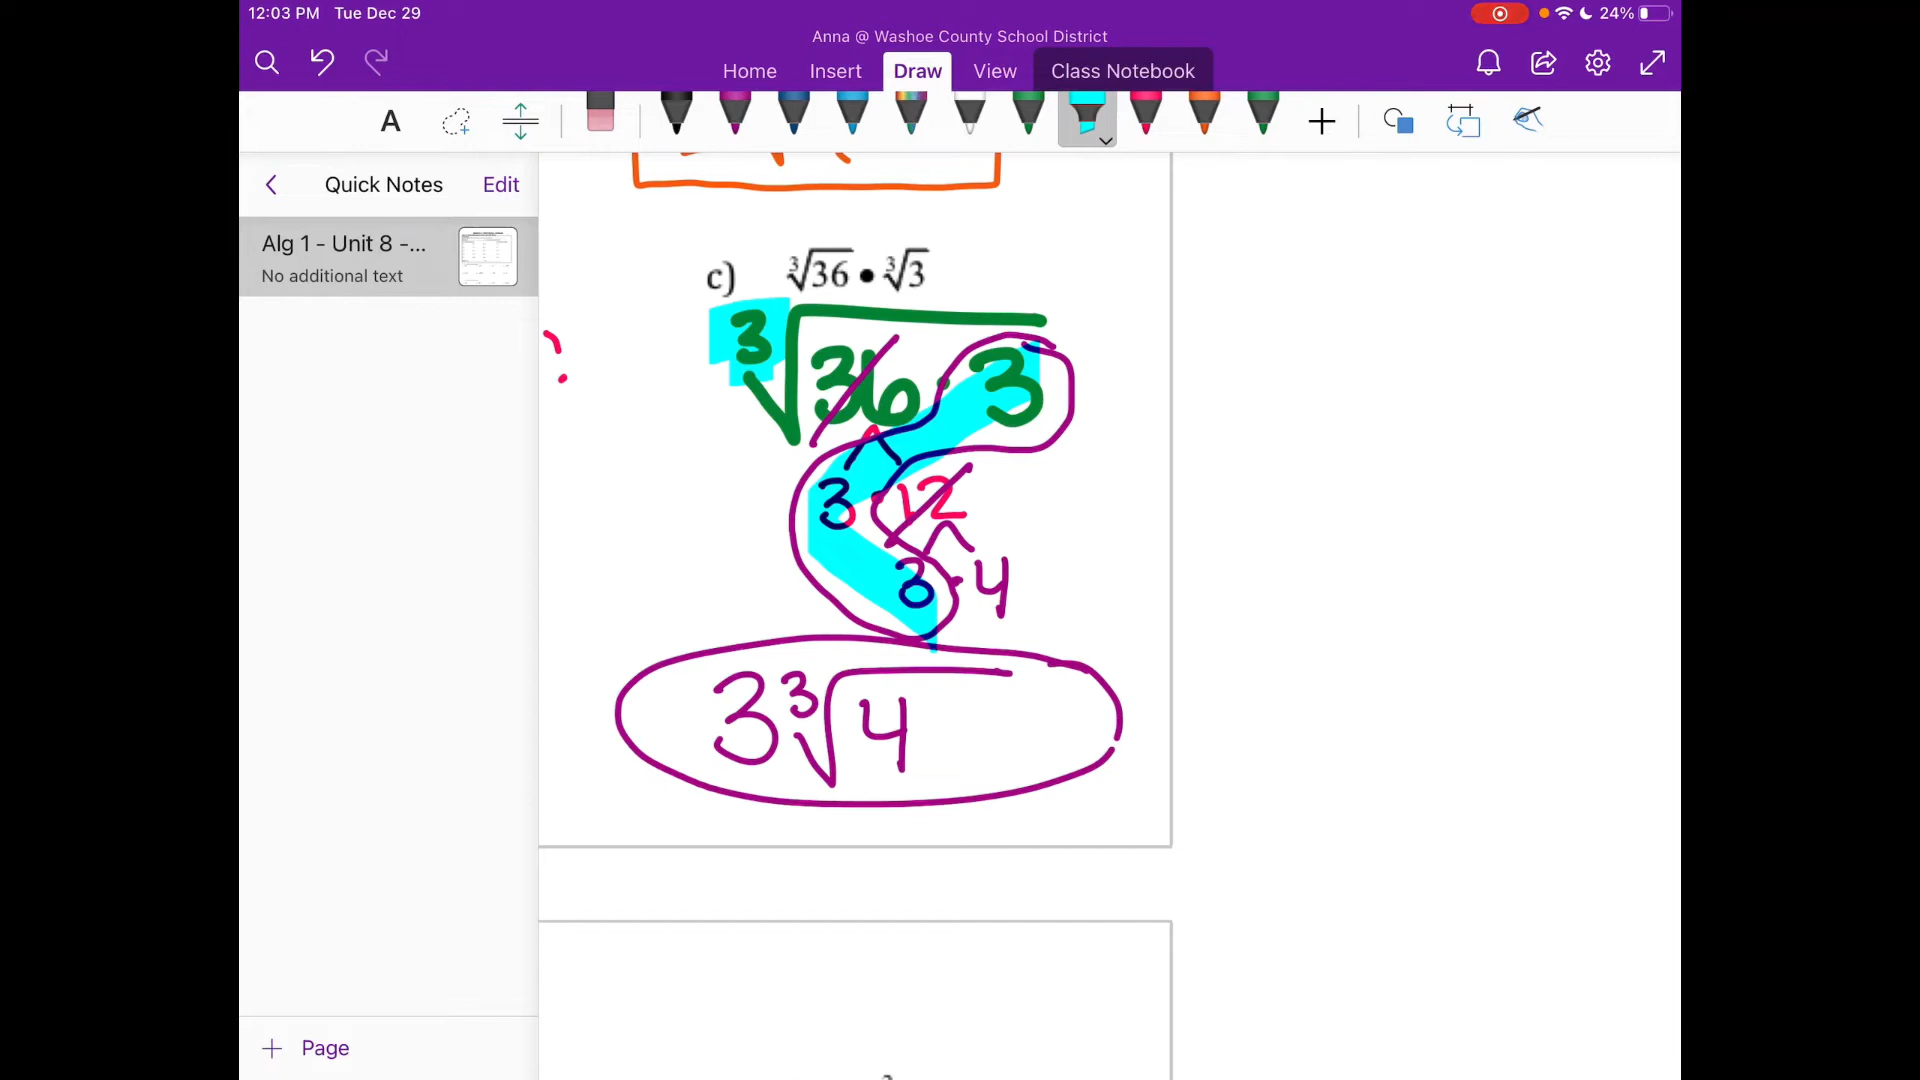 12:03 PM Tue Dec 29
24%
Anna @ Washoe County School District
Home Insert Draw View Class Notebook
A
Quick Notes Edit
Alg 1 - Unit 8 -...
No additional text
c) ∛36 • ∛3
∛36 · 3
3 · 12
3 · 4
3∛4
Page